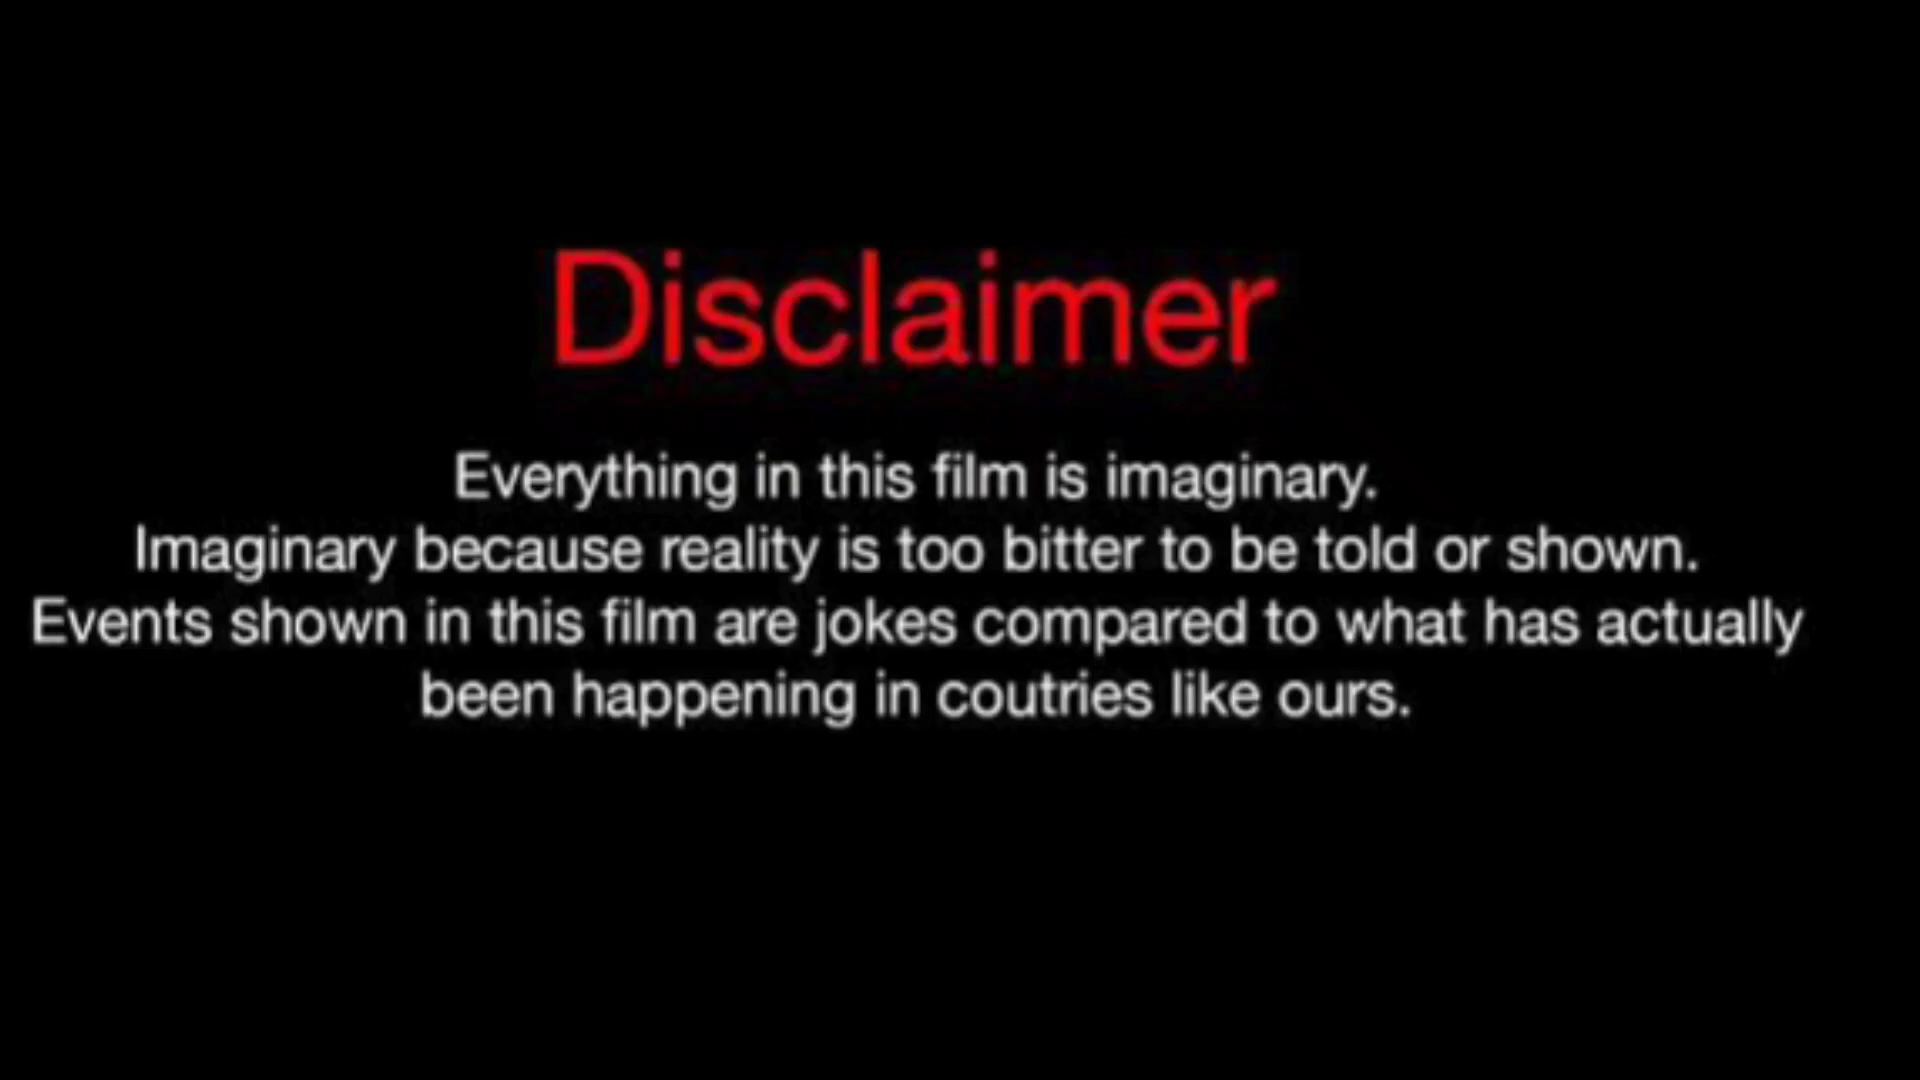 Disclaimer
Everything in this film is imaginary.
Imaginary because reality is too bitter to be told or shown.
Events shown in this film are jokes compared to what has actually
been happening in coutries like ours.